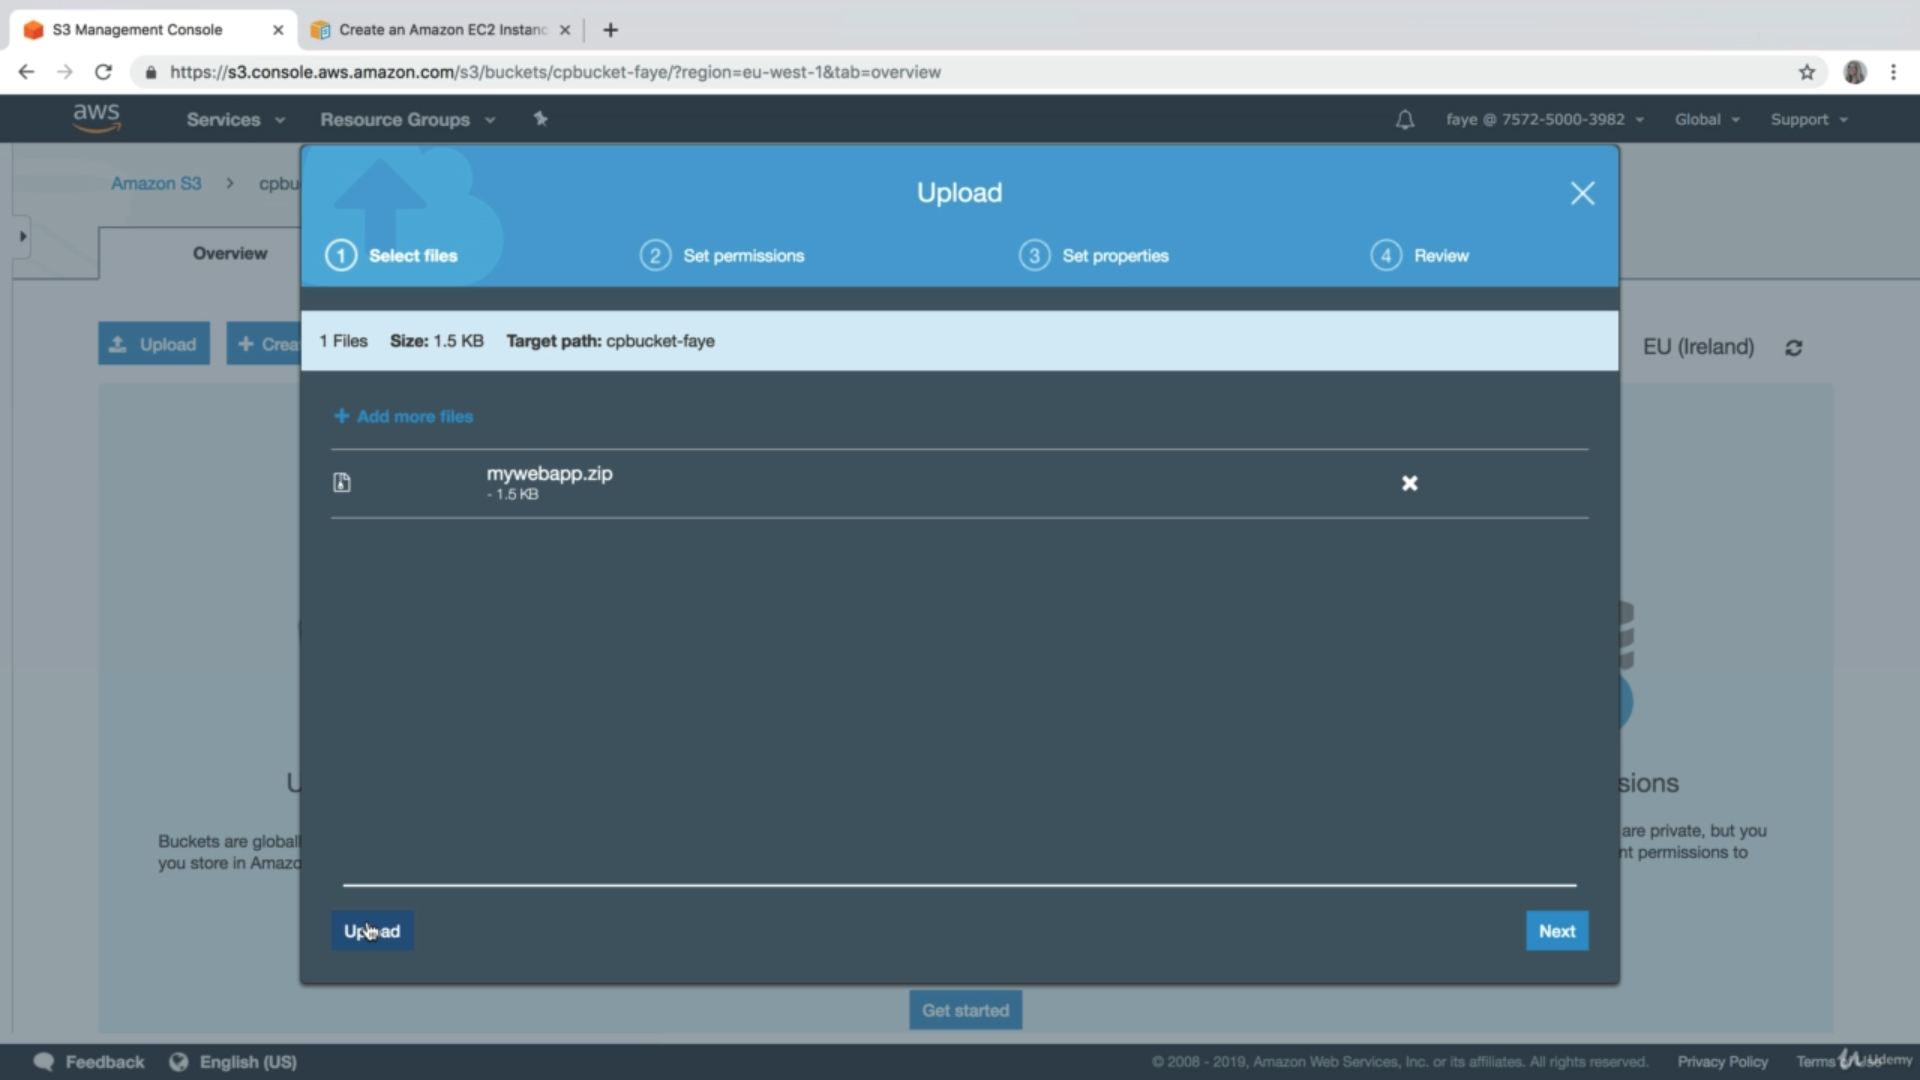 S3 Management Console
Create an Amazon EC2 Instanc
https://s3.console.aws.amazon.com/s3/buckets/cpbucket-faye/?region=eu-west-1&tab=overview
aws
Services
Resource Groups
faye @ 7572-5000-3982
Global
Support
Amazon S3
cpbu
Upload
1 Select files
2 Set permissions
3 Set properties
4 Review
Overview
1 Files Size: 1.5 KB Target path: cpbucket-faye
Upload
+ Crea
EU (Ireland)
+ Add more files
mywebapp.zip
- 1.5 KB
U
sions
Buckets are globall
you store in Amazo
are private, but you
nt permissions to
Upload
Next
Get started
Feedback
English (US)
© 2008 - 2019, Amazon Web Services, Inc. or its affiliates. All rights reserved.
Privacy Policy
Terms
Udemy